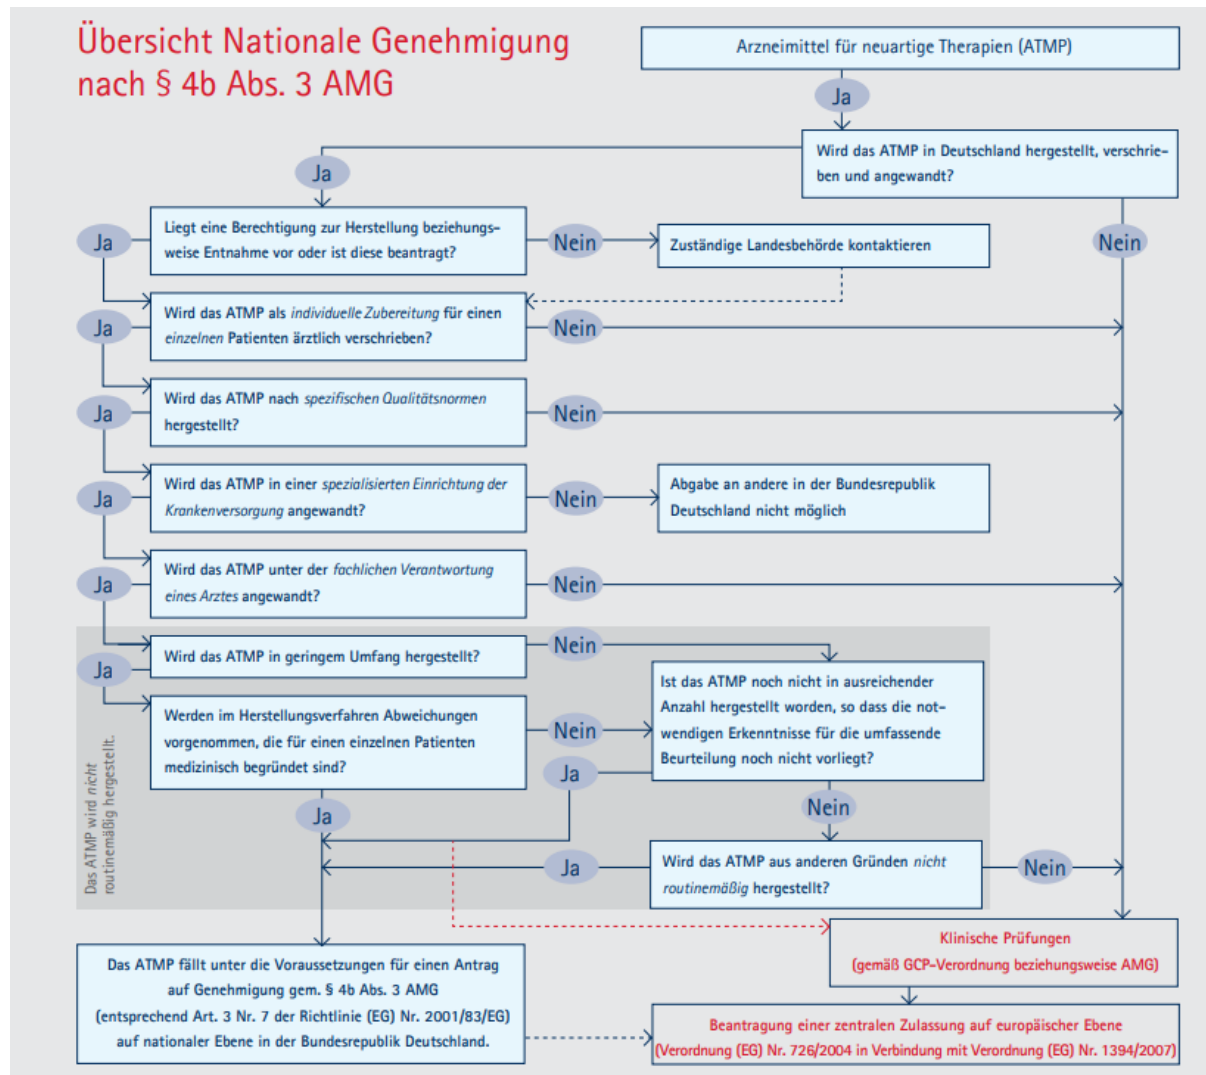 Übersicht Nationale Genehmigung
nach § 4b Abs. 3 AMG
Arzneimittel für neuartige Therapien (ATMP)
Ja
Wird das ATMP in Deutschland hergestellt, verschrie-
ben und angewandt?
Ja
Nein
Liegt eine Berechtigung zur Herstellung beziehungs-
weise Entnahme vor oder ist diese beantragt?
Ja
Nein
Zuständige Landesbehörde kontaktieren
Wird das ATMP als individuelle Zubereitung für einen
einzelnen Patienten ärztlich verschrieben?
Ja
Nein
Wird das ATMP nach spezifischen Qualitätsnormen
hergestellt?
Ja
Nein
Wird das ATMP in einer spezialisierten Einrichtung der
Krankenversorgung angewandt?
Ja
Nein
Abgabe an andere in der Bundesrepublik
Deutschland nicht möglich
Wird das ATMP unter der fachlichen Verantwortung
eines Arztes angewandt?
Ja
Nein
Wird das ATMP in geringem Umfang hergestellt?
Ja
Nein
Werden im Herstellungsverfahren Abweichungen
vorgenommen, die für einen einzelnen Patienten
medizinisch begründet sind?
Ja
Nein
Ist das ATMP noch nicht in ausreichender
Anzahl hergestellt worden, so dass die not-
wendigen Erkenntnisse für die umfassende
Beurteilung noch nicht vorliegt?
Ja
Nein
Wird das ATMP aus anderen Gründen nicht
routinemäßig hergestellt?
Ja
Nein
Das ATMP wird nicht
routinemäßig hergestellt.
Klinische Prüfungen
(gemäß GCP-Verordnung beziehungsweise AMG)
Das ATMP fällt unter die Voraussetzungen für einen Antrag
auf Genehmigung gem. § 4b Abs. 3 AMG
(entsprechend Art. 3 Nr. 7 der Richtlinie (EG) Nr. 2001/83/EG)
auf nationaler Ebene in der Bundesrepublik Deutschland.
Beantragung einer zentralen Zulassung auf europäischer Ebene
(Verordnung (EG) Nr. 726/2004 in Verbindung mit Verordnung (EG) Nr. 1394/2007)